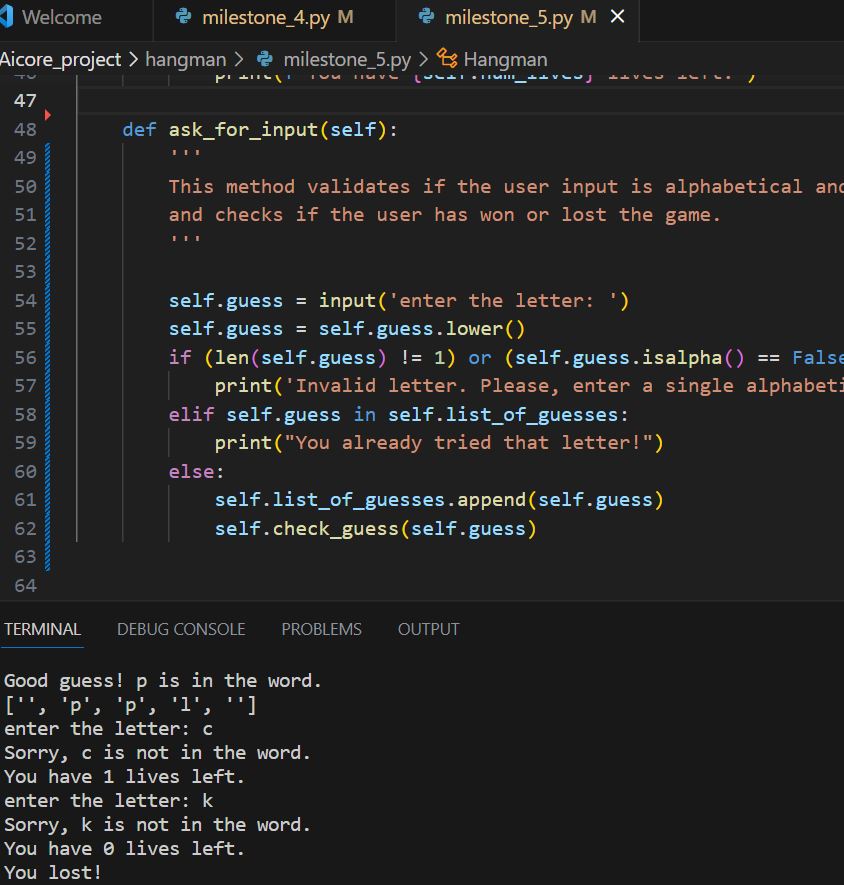 Welcome milestone_4.py M milestone_5.py M
Aicore_project > hangman > milestone_5.py > Hangman
46 print(f"You have {self.num_lives} lives left.")
47
48 def ask_for_input(self):
49 '''
50 This method validates if the user input is alphabetical and
51 and checks if the user has won or lost the game.
52 '''
53
54 self.guess = input('enter the letter: ')
55 self.guess = self.guess.lower()
56 if (len(self.guess) != 1) or (self.guess.isalpha() == False
57 print('Invalid letter. Please, enter a single alphabeti
58 elif self.guess in self.list_of_guesses:
59 print("You already tried that letter!")
60 else:
61 self.list_of_guesses.append(self.guess)
62 self.check_guess(self.guess)
63
64
TERMINAL DEBUG CONSOLE PROBLEMS OUTPUT
Good guess! p is in the word.
['', 'p', 'p', 'l', '']
enter the letter: c
Sorry, c is not in the word.
You have 1 lives left.
enter the letter: k
Sorry, k is not in the word.
You have 0 lives left.
You lost!